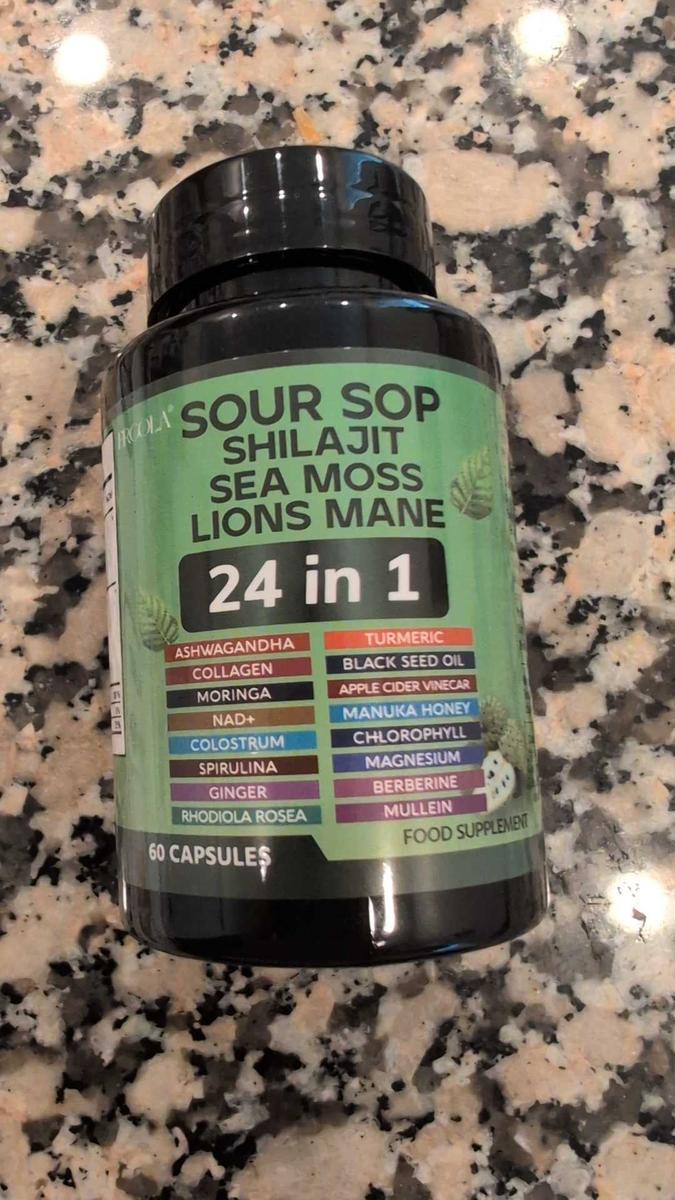 SOUR SOP
SHILAJIT
SEA MOSS
LIONS MANE
24 in 1
ASHWAGANDHA
COLLAGEN
MORINGA
NAD+
COLOSTRUM
SPIRULINA
GINGER
RHODIOLA ROSEA
TURMERIC
BLACK SEED OIL
APPLE CIDER VINECAR
MANUKA HONEY
CHLOROPHYLL
MAGNESIUM
BERBERINE
MULLEIN
FOOD SUPPLEMENT
60 CAPSULES